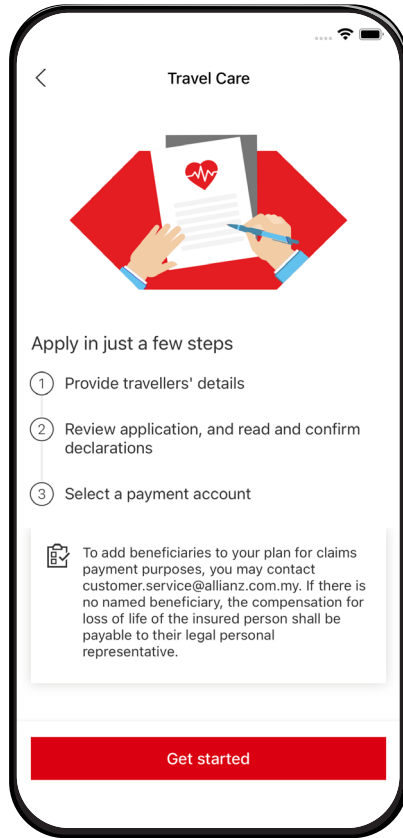 Travel Care
Apply in just a few steps
1 Provide travellers' details
2 Review application, and read and confirm
declarations
3 Select a payment account
To add beneficiaries to your plan for claims
payment purposes, you may contact
customer.service@allianz.com.my. If there is
no named beneficiary, the compensation for
loss of life of the insured person shall be
payable to their legal personal
representative.
Get started